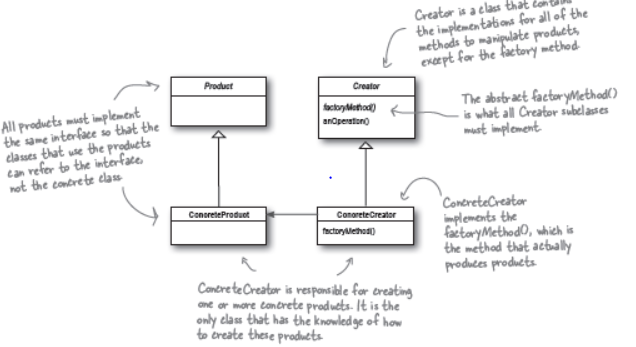 Creator is a class that contains
the implementations for all of the
methods to manipulate products,
except for the factory method.
Product
Creator
factoryMethod()
anOperation()
The abstract factoryMethod()
is what all Creator subclasses
must implement.
All products must implement
the same interface so that the
classes that use the products
can refer to the interface,
not the concrete class.
ConcreteProduct
ConcreteCreator
factoryMethod()
ConcreteCreator
implements the
factoryMethod(), which is
the method that actually
produces products.
ConcreteCreator is responsible for creating
one or more concrete products. It is the
only class that has the knowledge of how
to create these products.